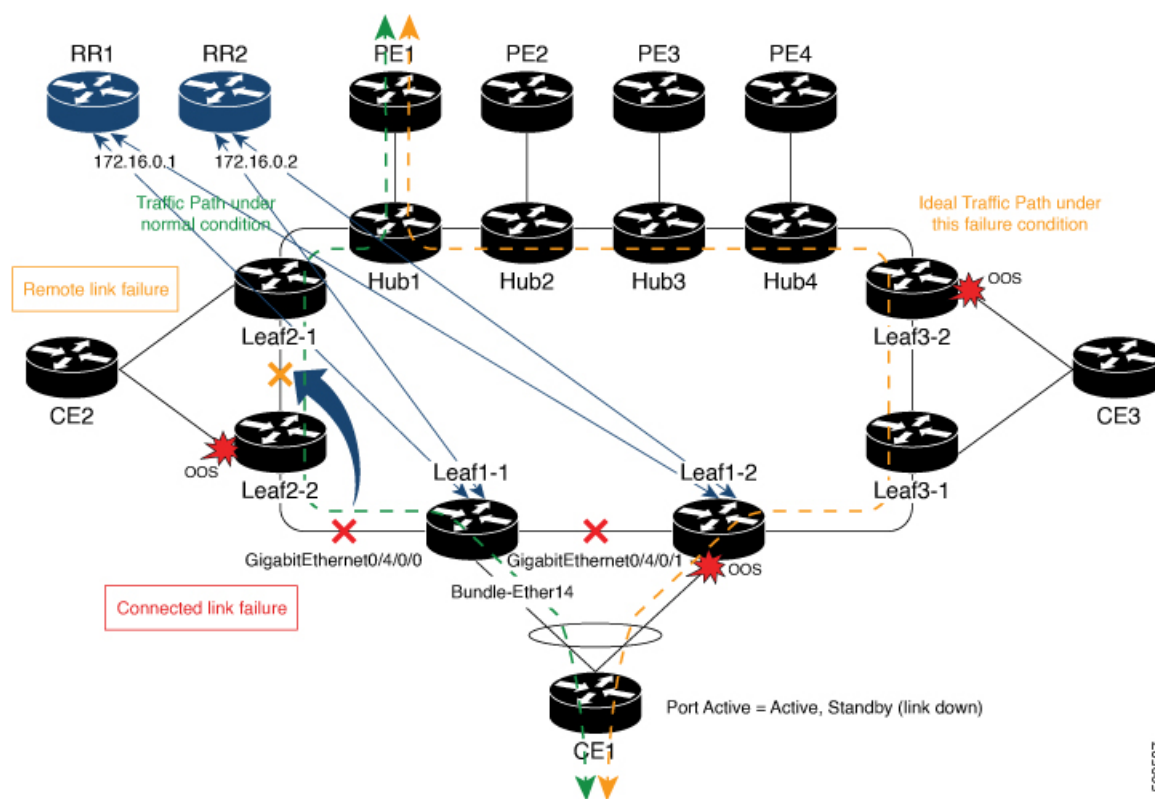 RR1
RR2
PE1
PE2
PE3
PE4
172.16.0.1
172.16.0.2
Traffic Path under
normal condition
Ideal Traffic Path under
this failure condition
Hub1
Hub2
Hub3
Hub4
Remote link failure
OOS
Leaf2-1
Leaf3-2
CE2
CE3
OOS
Leaf2-2
Leaf1-1
Leaf1-2
Leaf3-1
GigabitEthernet0/4/0/0
GigabitEthernet0/4/0/1
OOS
Bundle-Ether14
Connected link failure
Port Active = Active, Standby (link down)
CE1